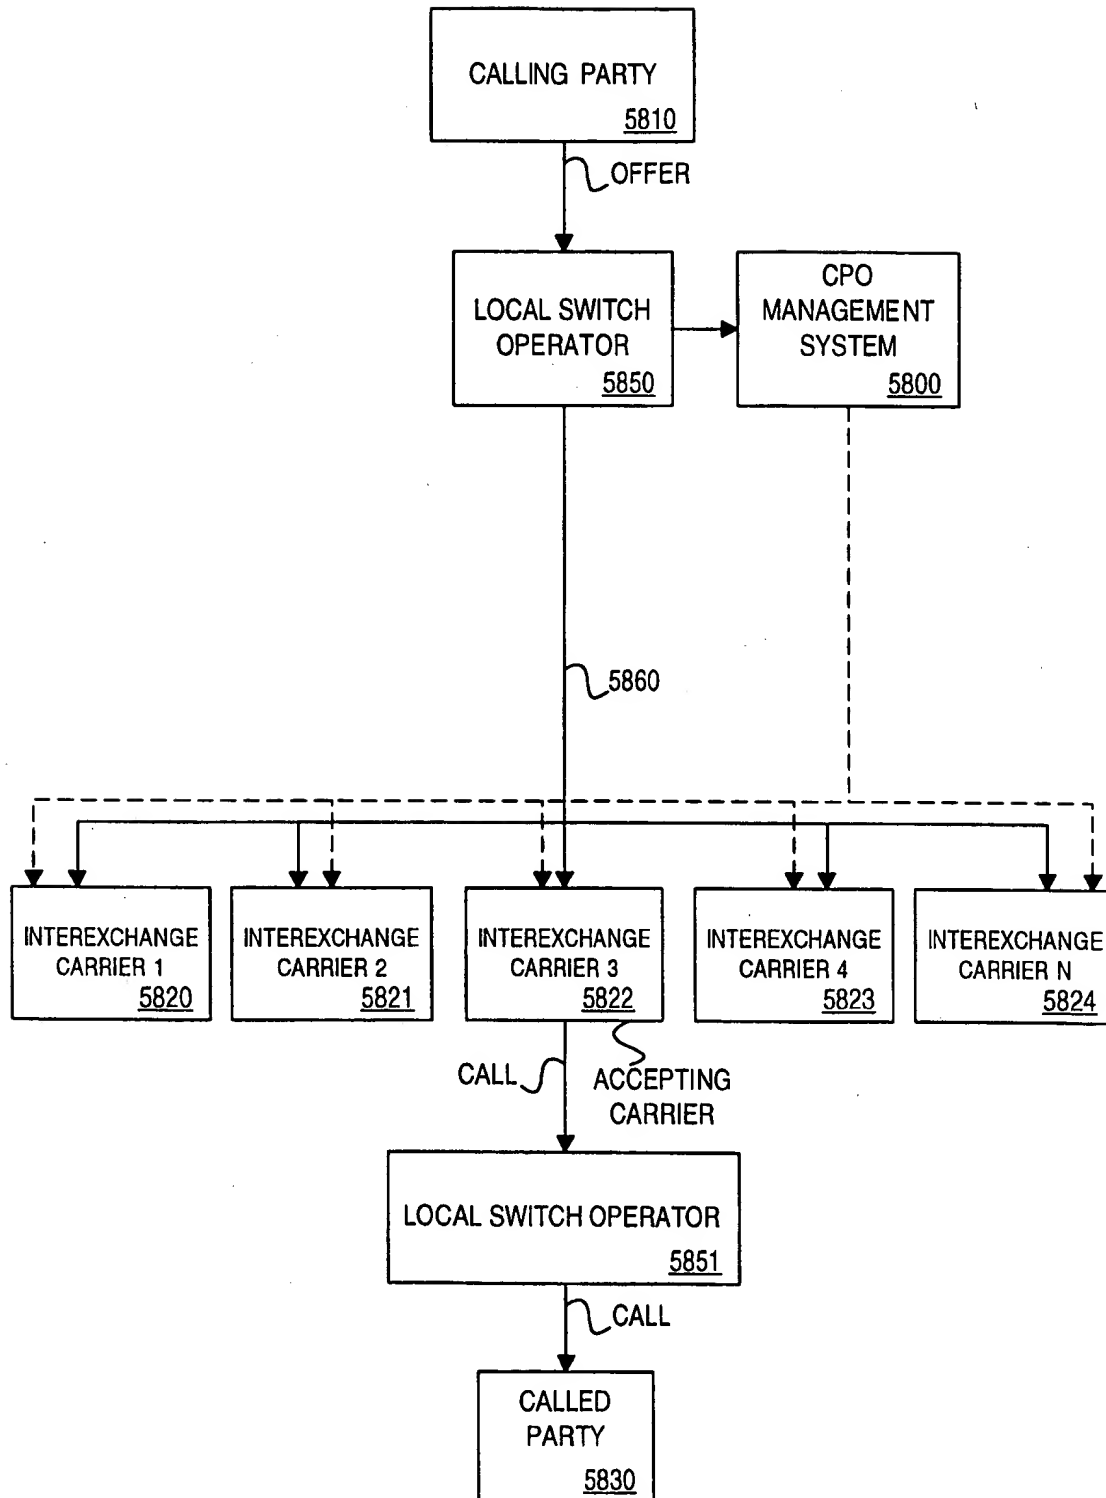 CALLING PARTY
5810
OFFER
LOCAL SWITCH
OPERATOR
5850
CPO
MANAGEMENT
SYSTEM
5800
5860
INTEREXCHANGE
CARRIER 1
5820
INTEREXCHANGE
CARRIER 2
5821
INTEREXCHANGE
CARRIER 3
5822
INTEREXCHANGE
CARRIER 4
5823
INTEREXCHANGE
CARRIER N
5824
CALL
ACCEPTING
CARRIER
LOCAL SWITCH OPERATOR
5851
CALL
CALLED
PARTY
5830